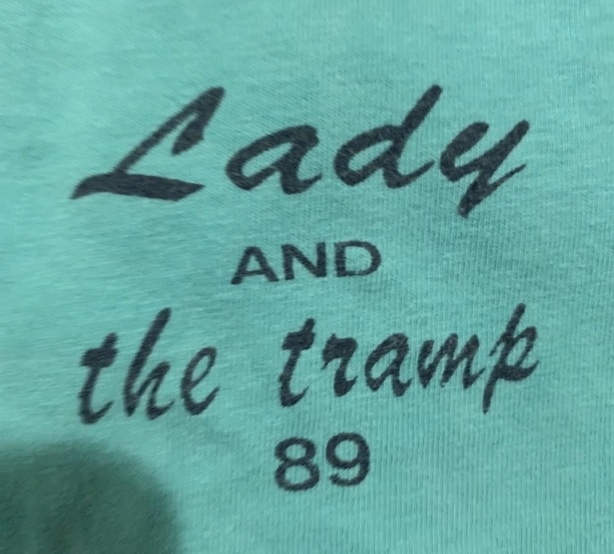 Lady
AND
the tramp
89